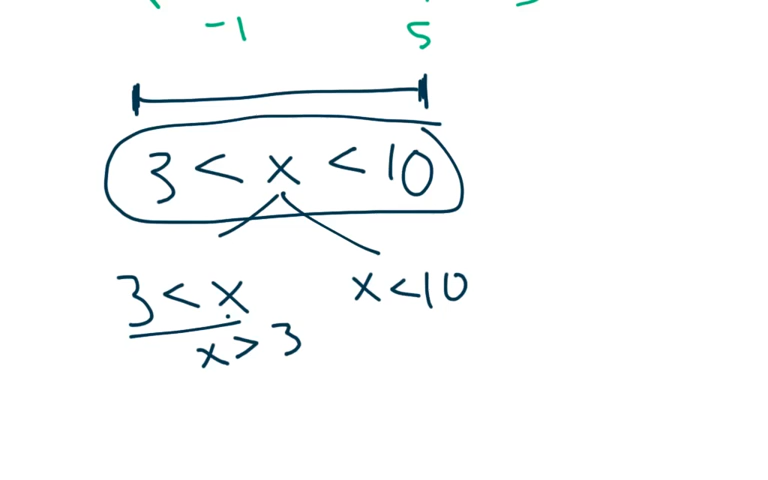 -1 5
3 < x < 10
3 < x x < 10
x > 3